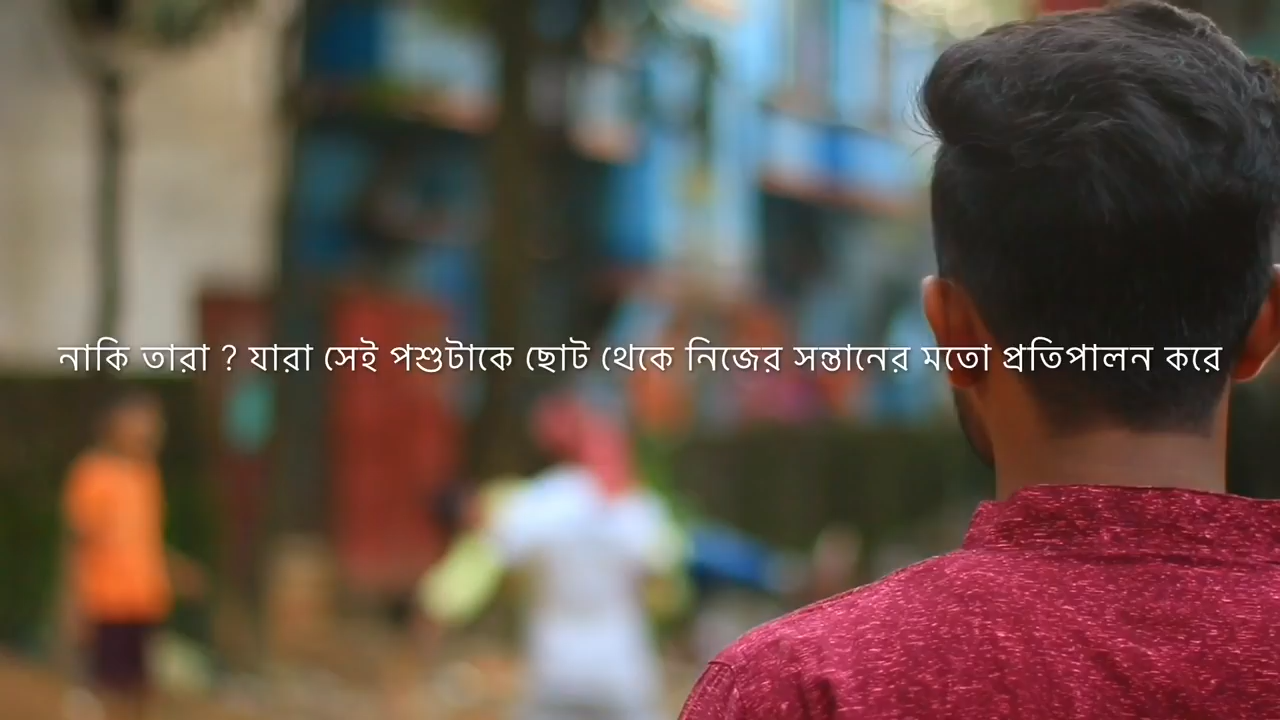 নাকি তারা ? যারা সেই পশুটাকে ছোট থেকে নিজের সন্তানের মতো প্রতিপালন করে